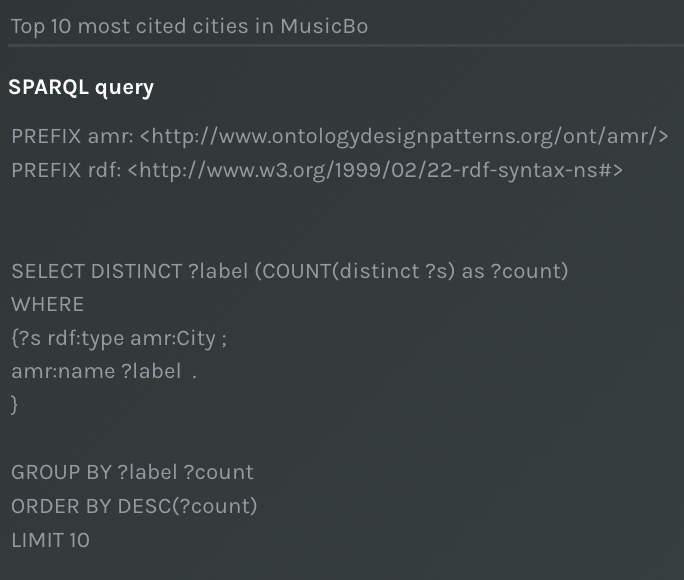 Top 10 most cited cities in MusicBo
SPARQL query
PREFIX amr: <http://www.ontologydesignpatterns.org/ont/amr/>
PREFIX rdf: <http://www.w3.org/1999/02/22-rdf-syntax-ns#>
SELECT DISTINCT ?label (COUNT(distinct ?s) as ?count)
WHERE
{?s rdf:type amr:City ;
amr:name ?label .
}
GROUP BY ?label ?count
ORDER BY DESC(?count)
LIMIT 10